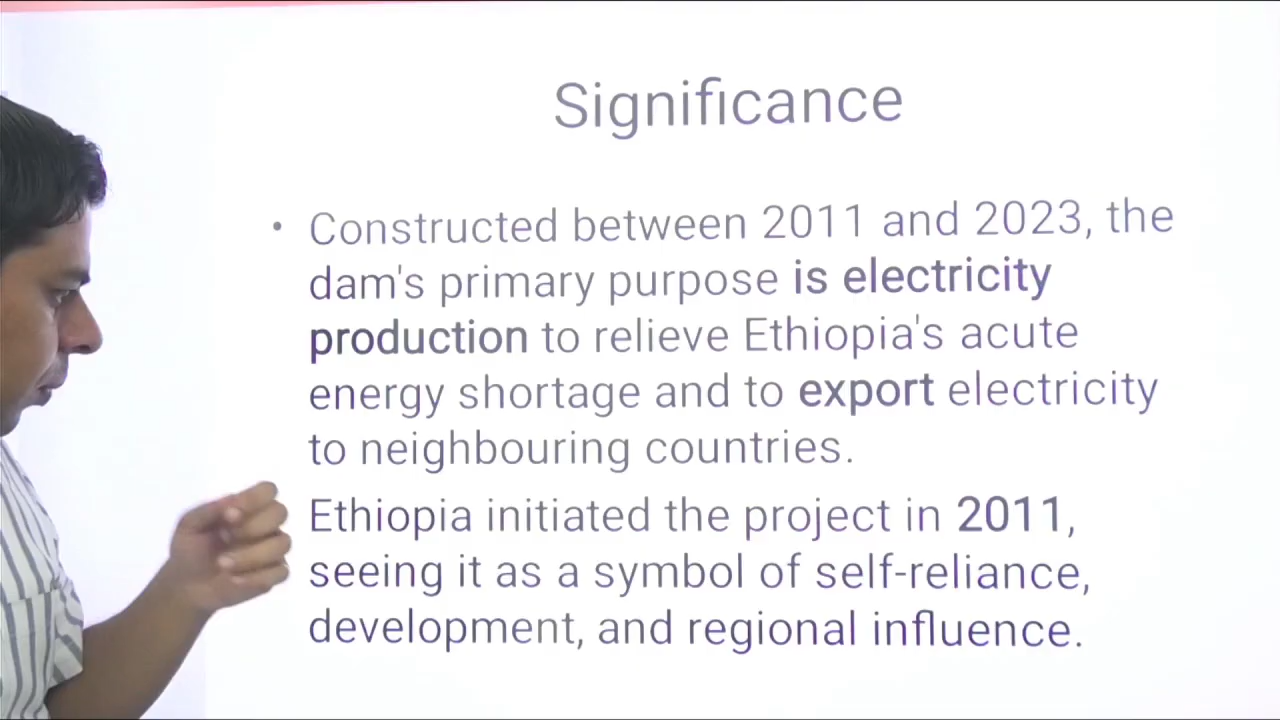 Significance
• Constructed between 2011 and 2023, the
dam's primary purpose is electricity
production to relieve Ethiopia's acute
energy shortage and to export electricity
to neighbouring countries.
Ethiopia initiated the project in 2011,
seeing it as a symbol of self-reliance,
development, and regional influence.